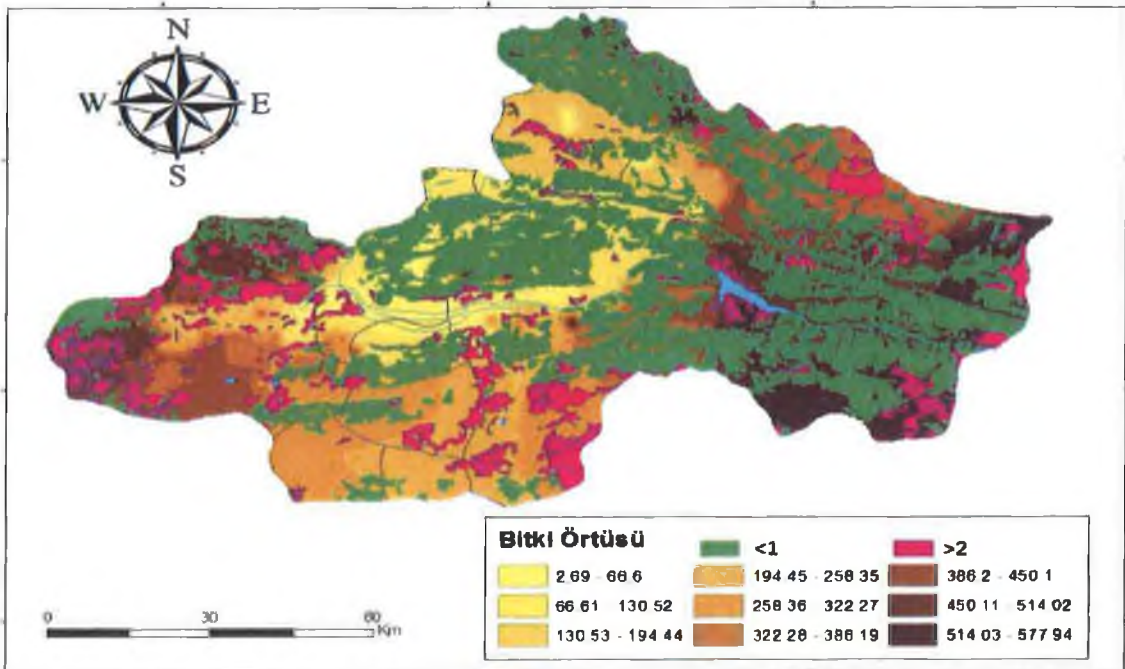 N
W E
S
Bitki Örtüsü
<1
>2
2 69 - 66 6
194 45 - 258 35
386 2 - 450 1
66 61 - 130 52
258 36 322 27
450 11 - 514 02
130 53 - 194 44
322 28 - 386 19
514 03 - 577 94
0 30 60
Km